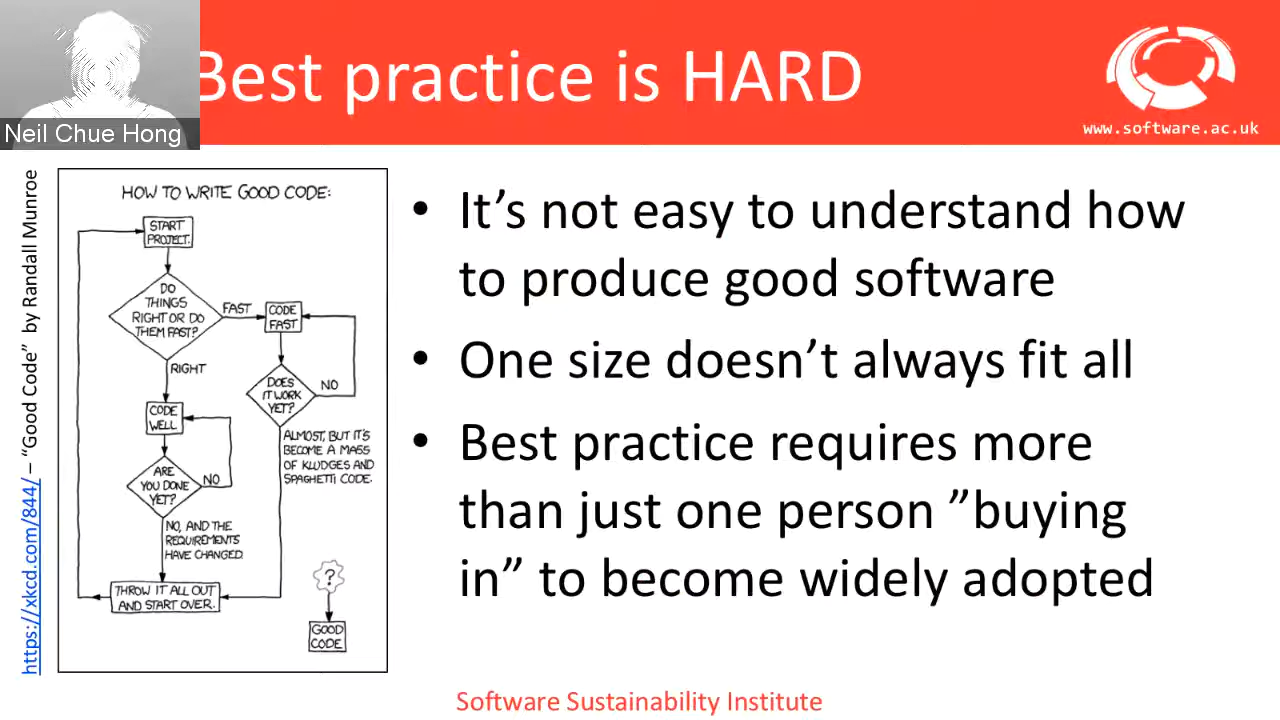 Best practice is HARD
www.software.ac.uk
Neil Chue Hong
https://xkcd.com/844/ – “Good Code” by Randall Munroe
HOW TO WRITE GOOD CODE:
START
PROJECT.
DO
THINGS
RIGHT OR DO
THEM FAST?
FAST
CODE
FAST
RIGHT
DOES
IT WORK
YET?
NO
CODE
WELL
ALMOST, BUT IT'S
BECOME A MASS
OF KLUDGES AND
SPAGHETTI CODE.
ARE
YOU DONE
YET?
NO
NO, AND THE
REQUIREMENTS
HAVE CHANGED.
THROW IT ALL OUT
AND START OVER.
?
GOOD
CODE
• It’s not easy to understand how
to produce good software
• One size doesn’t always fit all
• Best practice requires more
than just one person ”buying
in” to become widely adopted
Software Sustainability Institute